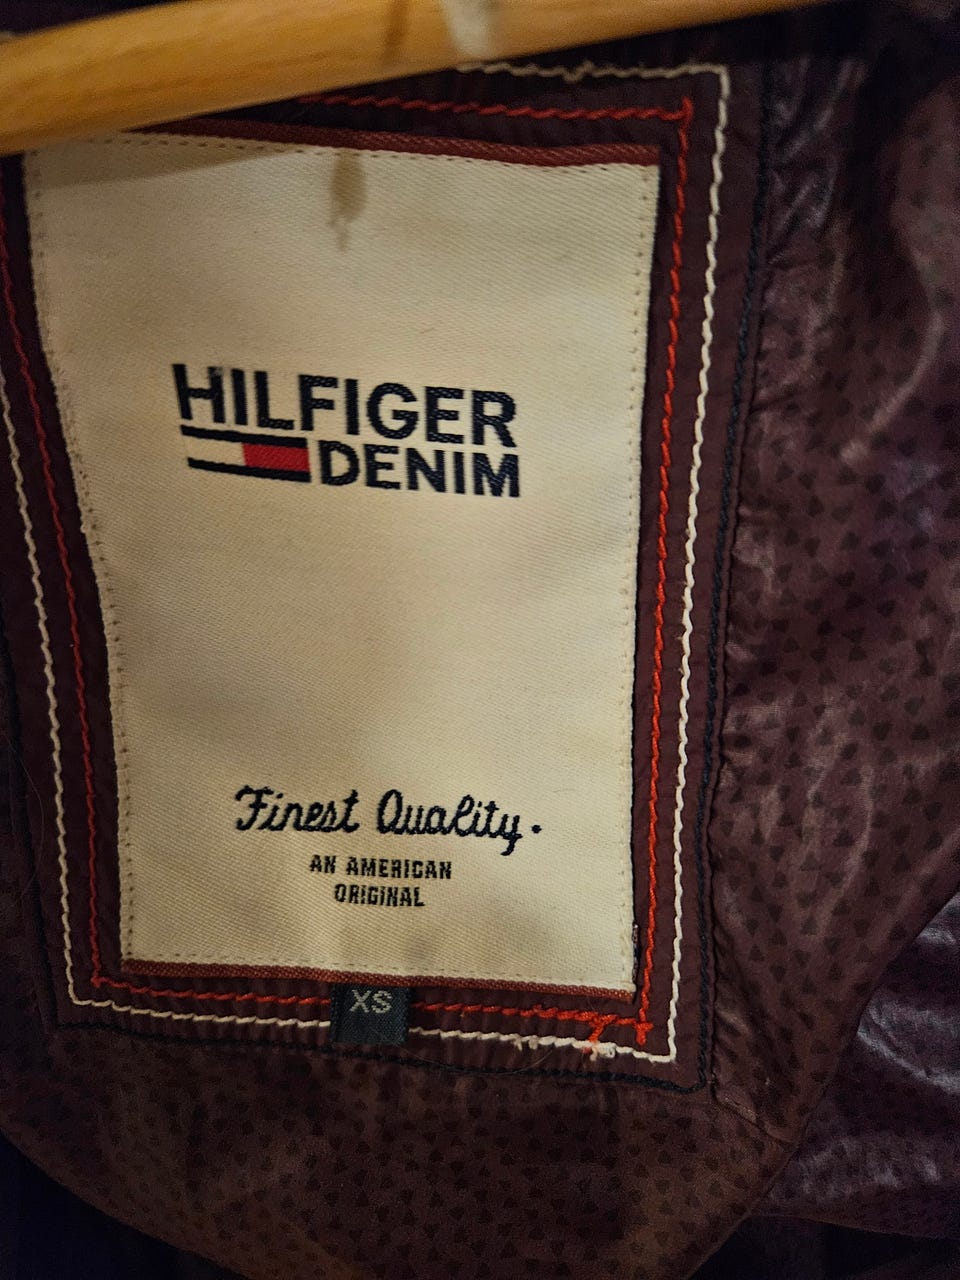 HILFIGER
DENIM
Finest Quality.
AN AMERICAN
ORIGINAL
XS